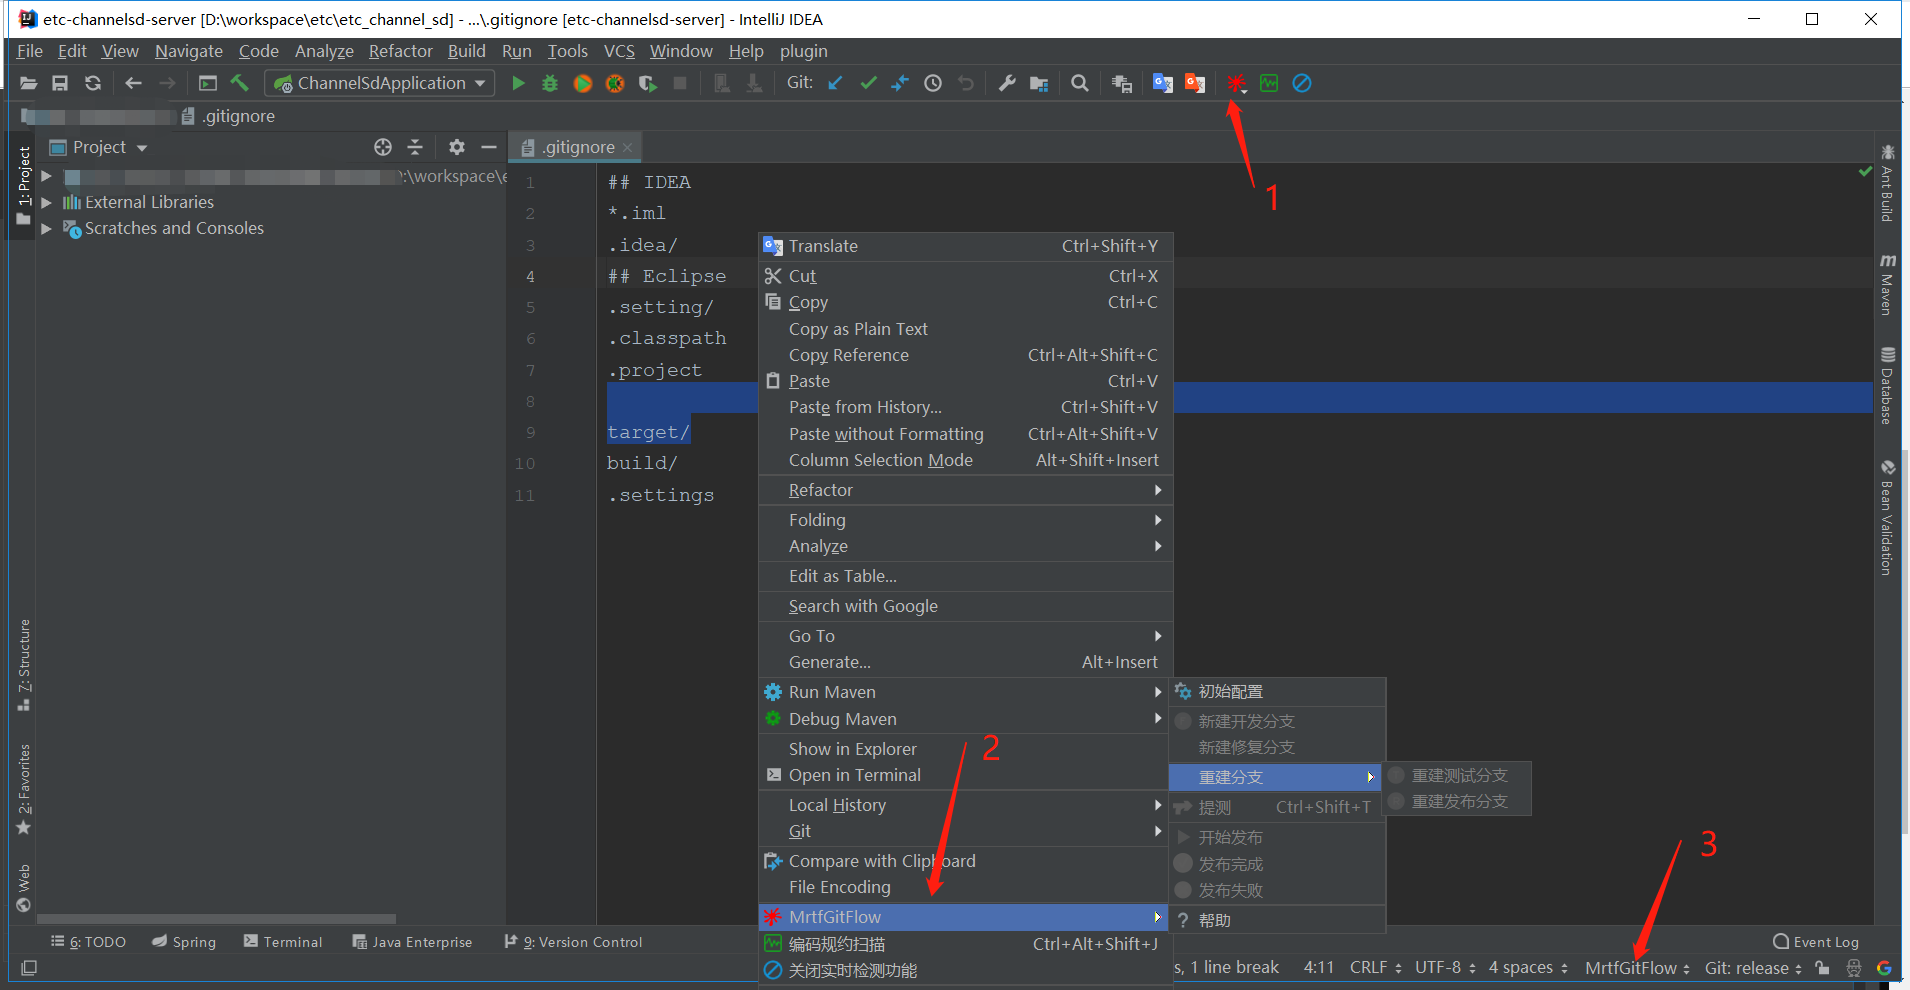 etc-channelsd-server [D:\workspace\etc\etc_channel_sd] - ...\.gitignore [etc-channelsd-server] - IntelliJ IDEA
File Edit View Navigate Code Analyze Refactor Build Run Tools VCS Window Help plugin
ChannelSdApplication Git:
.gitignore
1: Project
Project
:\workspace\e
External Libraries
Scratches and Consoles
.gitignore
1 ## IDEA
2 *.iml
3 .idea/
4 ## Eclipse
5 .setting/
6 .classpath
7 .project
8
9 target/
10 build/
11 .settings
1
Translate Ctrl+Shift+Y
Cut Ctrl+X
Copy Ctrl+C
Copy as Plain Text
Copy Reference Ctrl+Alt+Shift+C
Paste Ctrl+V
Paste from History... Ctrl+Shift+V
Paste without Formatting Ctrl+Alt+Shift+V
Column Selection Mode Alt+Shift+Insert
Refactor
Folding
Analyze
Edit as Table...
Search with Google
Go To
Generate... Alt+Insert
Run Maven
Debug Maven
Show in Explorer
Open in Terminal
Local History
Git
Compare with Clipboard
File Encoding
MrtfGitFlow
编码规约扫描 Ctrl+Alt+Shift+J
关闭实时检测功能
2
初始配置
新建开发分支
新建修复分支
重建分支
提测 Ctrl+Shift+T
开始发布
发布完成
发布失败
? 帮助
重建测试分支
重建发布分支
3
Ant Build
m Maven
Database
Bean Validation
7: Structure
2: Favorites
Web
6: TODO Spring Terminal Java Enterprise 9: Version Control Event Log
s, 1 line break 4:11 CRLF UTF-8 4 spaces MrtfGitFlow Git: release